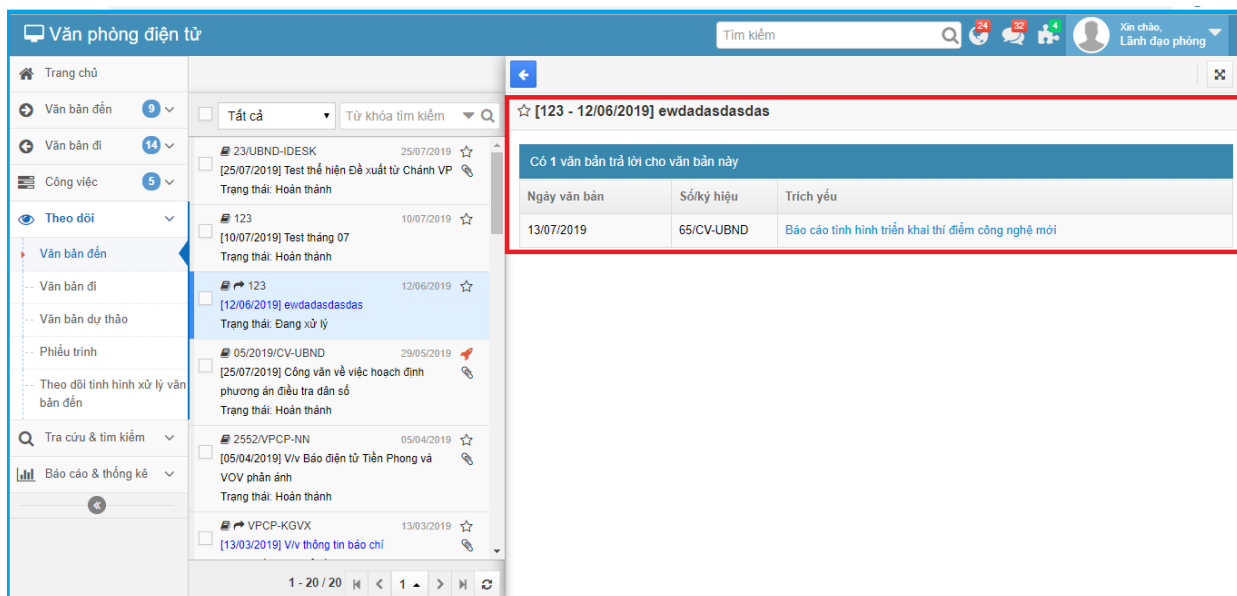 Văn phòng điện tử
Tìm kiếm
24
32
4
Xin chào,
Lãnh đạo phòng
Trang chủ
Văn bản đến 9
Văn bản đi 14
Công việc 5
Theo dõi
Văn bản đến
Văn bản đi
Văn bản dự thảo
Phiếu trình
Theo dõi tình hình xử lý văn
bản đến
Tra cứu & tìm kiếm
Báo cáo & thống kê
Tất cả
Từ khóa tìm kiếm
23/UBND-IDESK 25/07/2019
[25/07/2019] Test thể hiện Đề xuất từ Chánh VP
Trạng thái: Hoàn thành
123 10/07/2019
[10/07/2019] Test tháng 07
Trạng thái: Hoàn thành
123 12/06/2019
[12/06/2019] ewdadasdasdas
Trạng thái: Đang xử lý
05/2019/CV-UBND 29/05/2019
[25/07/2019] Công văn về việc hoạch định
phương án điều tra dân số
Trạng thái: Hoàn thành
2552/VPCP-NN 05/04/2019
[05/04/2019] V/v Báo điện tử Tiền Phong và
VOV phản ánh
Trạng thái: Hoàn thành
VPCP-KGVX 13/03/2019
[13/03/2019] V/v thông tin báo chí
1 - 20 / 20 1
[123 - 12/06/2019] ewdadasdasdas
Có 1 văn bản trả lời cho văn bản này
Ngày văn bản Số/ký hiệu Trích yếu
13/07/2019 65/CV-UBND Báo cáo tình hình triển khai thí điểm công nghệ mới